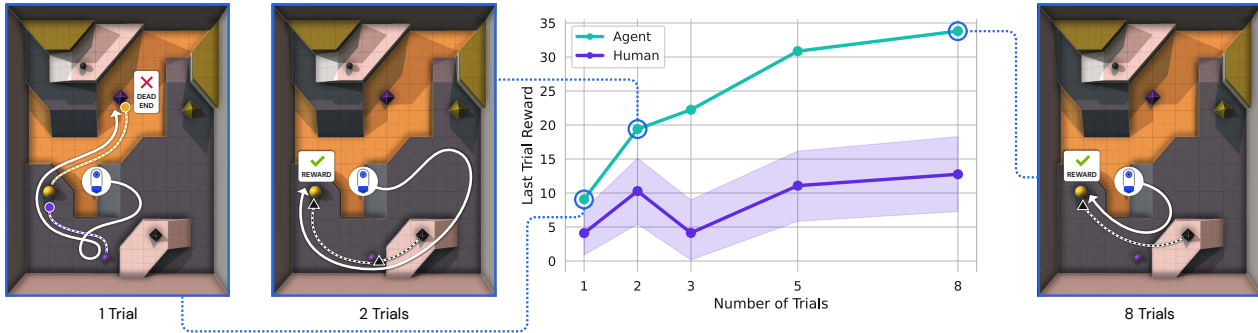 DEAD
END
1 Trial
REWARD
2 Trials
Last Trial Reward
35
30
25
20
15
10
5
0
Agent
Human
1
2
3
5
8
Number of Trials
REWARD
8 Trials